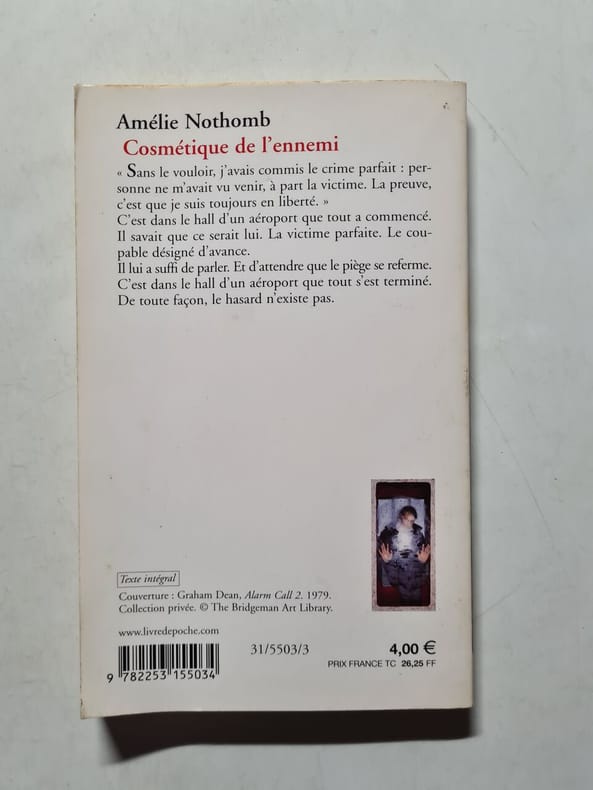 Amélie Nothomb
Cosmétique de l'ennemi
« Sans le vouloir, j'avais commis le crime parfait : per-
sonne ne m'avait vu venir, à part la victime. La preuve,
c'est que je suis toujours en liberté. »
C'est dans le hall d'un aéroport que tout a commencé.
Il savait que ce serait lui. La victime parfaite. Le cou-
pable désigné d'avance.
Il lui a suffi de parler. Et d'attendre que le piège se referme.
C'est dans le hall d'un aéroport que tout s'est terminé.
De toute façon, le hasard n'existe pas.
Texte intégral
Couverture : Graham Dean, Alarm Call 2. 1979.
Collection privée. © The Bridgeman Art Library.
www.livredepoche.com
9 782253 155034
31/5503/3
4,00 €
PRIX FRANCE TC 26,25 FF